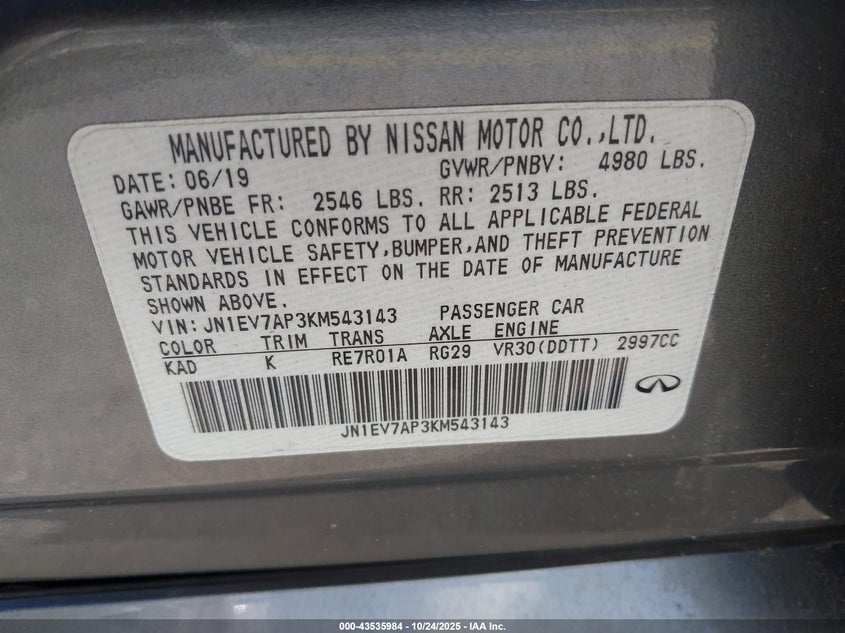 MANUFACTURED BY NISSAN MOTOR CO.,LTD.
DATE: 06/19 GVWR/PNBV: 4980 LBS.
GAWR/PNBE FR: 2546 LBS. RR: 2513 LBS.
THIS VEHICLE CONFORMS TO ALL APPLICABLE FEDERAL
MOTOR VEHICLE SAFETY,BUMPER,AND THEFT PREVENTION
STANDARDS IN EFFECT ON THE DATE OF MANUFACTURE
SHOWN ABOVE.
VIN: JN1EV7AP3KM543143 PASSENGER CAR
COLOR TRIM TRANS AXLE ENGINE
KAD K RE7R01A RG29 VR30(DDTT) 2997CC
JN1EV7AP3KM543143
000-43535984 - 10/24/2025 - IAA Inc.